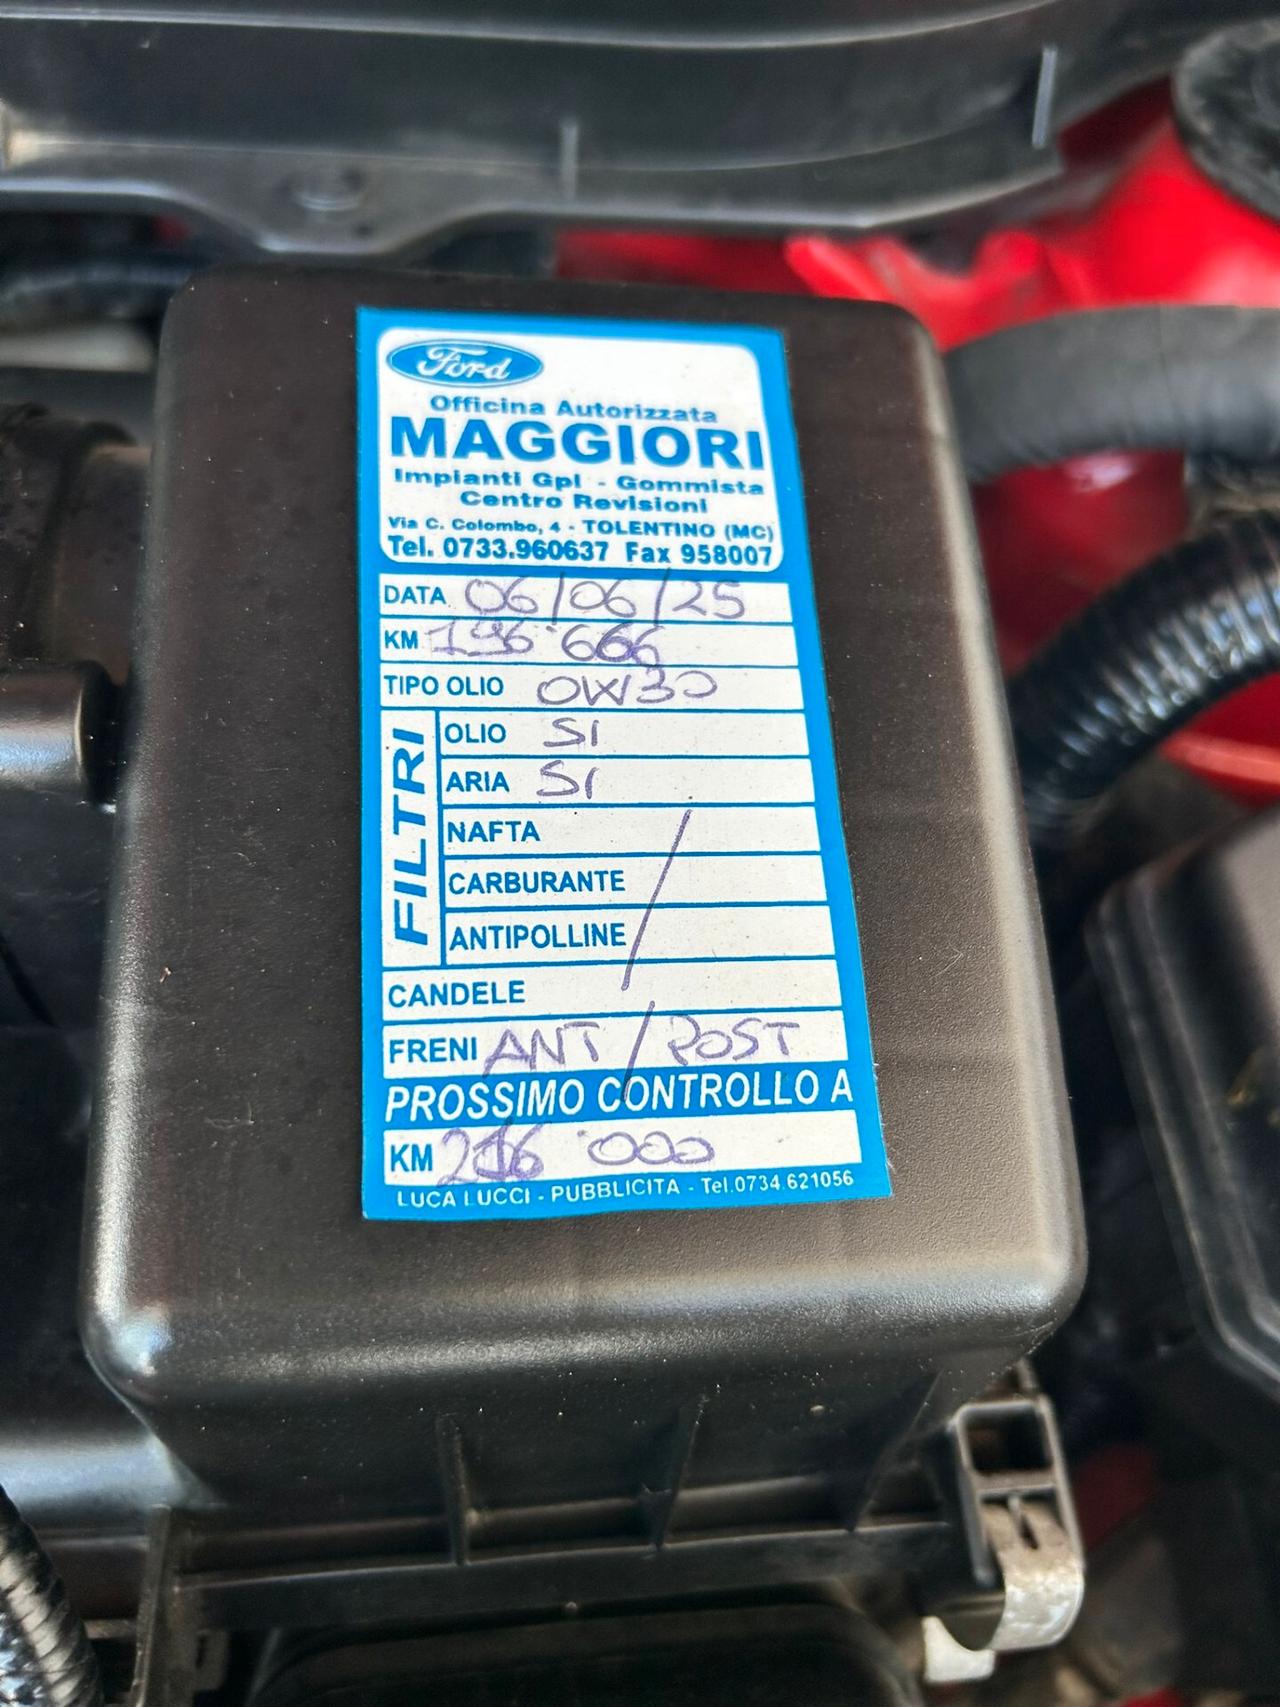 Ford
Officina Autorizzata
MAGGIORI
Impianti Gpl - Gommista
Centro Revisioni
Via C. Colombo, 4 - TOLENTINO (MC)
Tel. 0733.960637 Fax 958007
DATA 06/06/25
KM 196.666
TIPO OLIO 0W30
FILTRI
OLIO SI
ARIA SI
NAFTA /
CARBURANTE
ANTIPOLLINE
CANDELE
FRENI ANT / POST
PROSSIMO CONTROLLO A
KM 216.000
LUCA LUCCI - PUBBLICITA - Tel.0734.621056